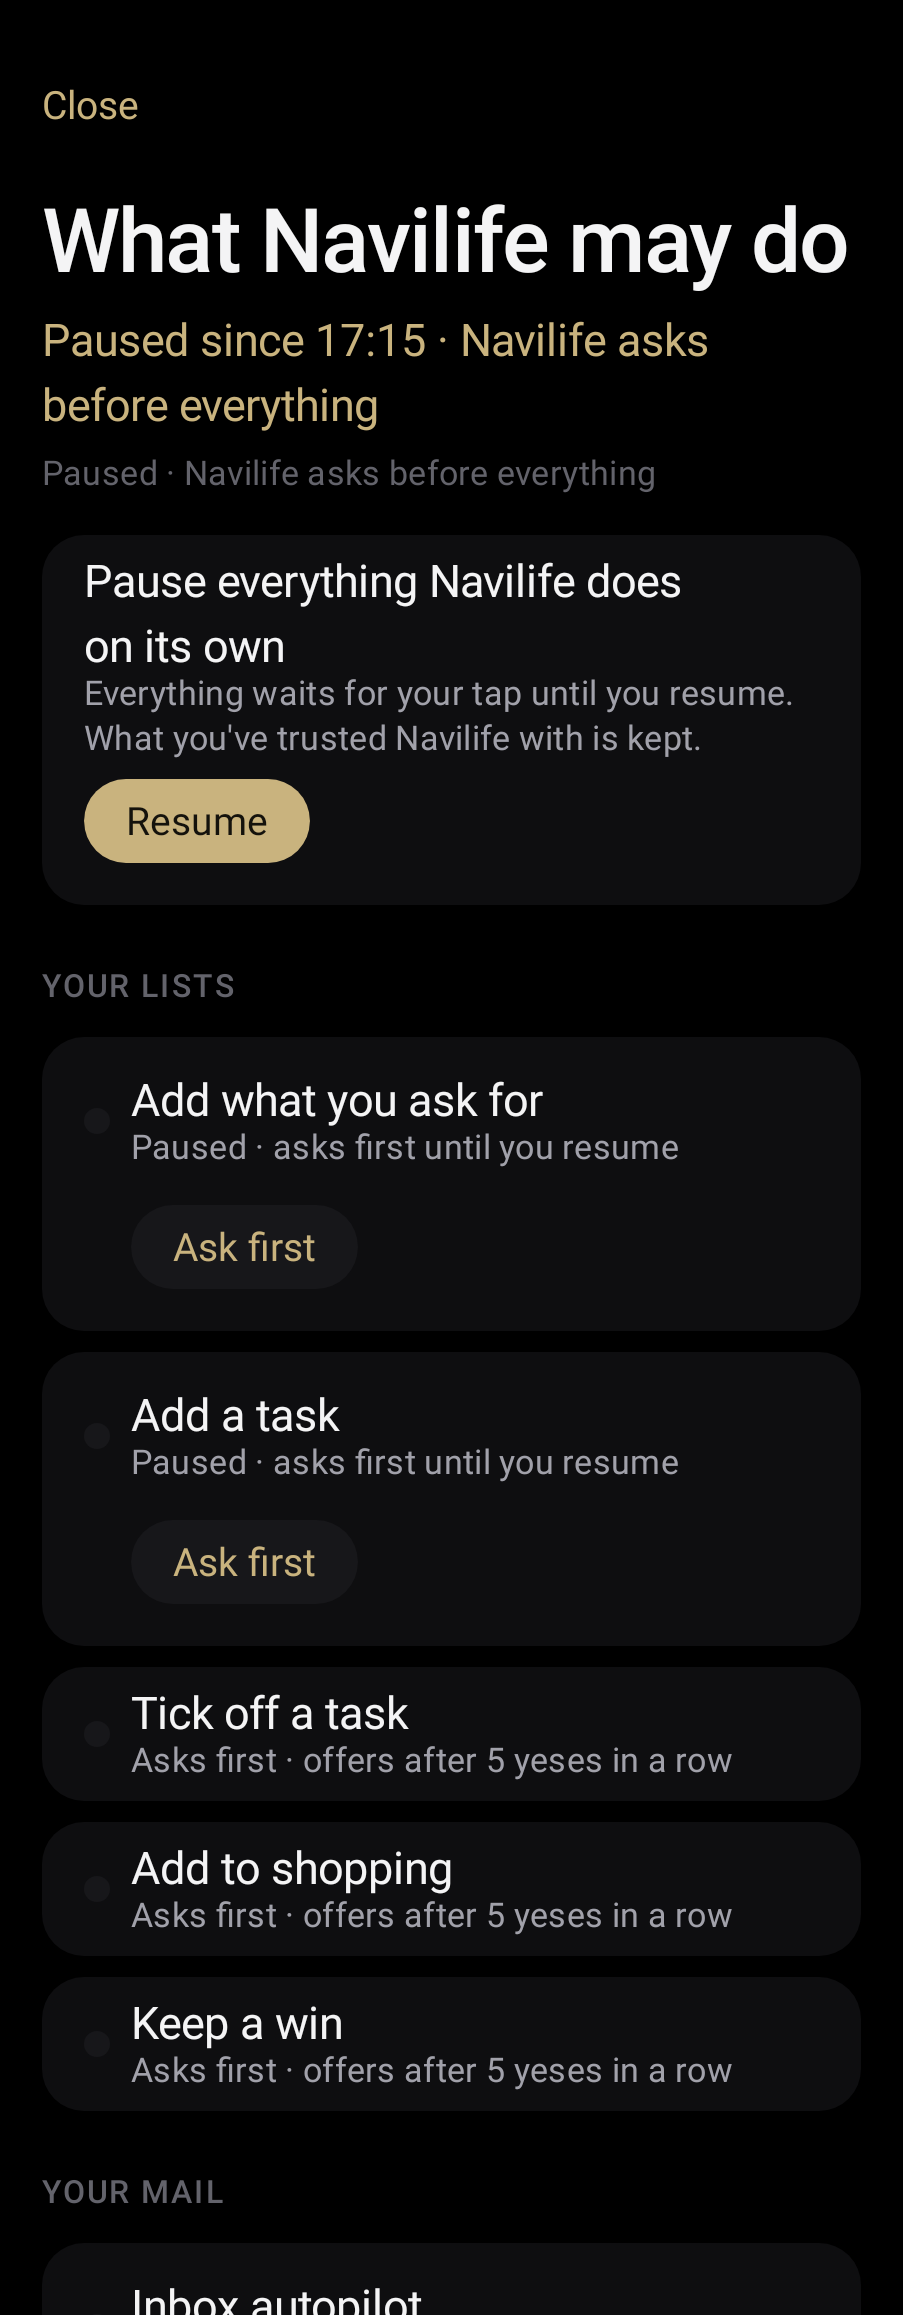 Close
What Navilife may do
Paused since 17:15 · Navilife asks
before everything
Paused · Navilife asks before everything
Pause everything Navilife does
on its own
Everything waits for your tap until you resume.
What you've trusted Navilife with is kept.
Resume
YOUR LISTS
Add what you ask for
Paused · asks first until you resume
Ask first
Add a task
Paused · asks first until you resume
Ask first
Tick off a task
Asks first · offers after 5 yeses in a row
Add to shopping
Asks first · offers after 5 yeses in a row
Keep a win
Asks first · offers after 5 yeses in a row
YOUR MAIL
Inbox autopilot